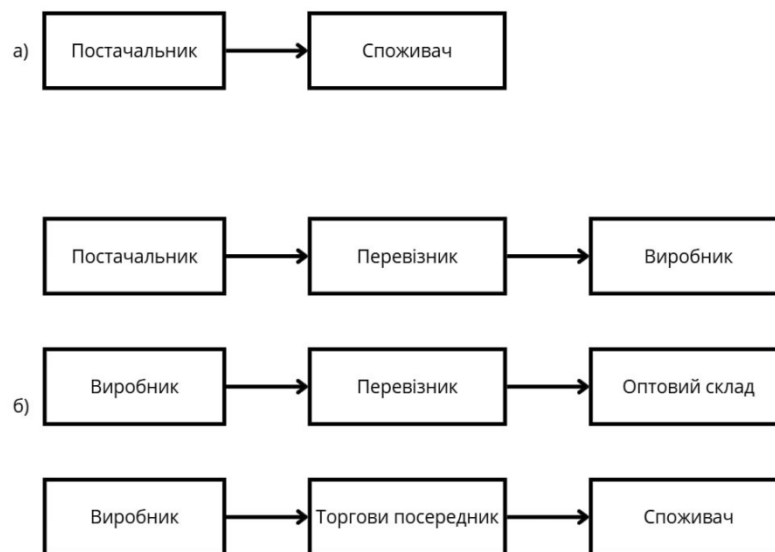 а)
Постачальник
Споживач
Постачальник
Перевізник
Виробник
Виробник
Перевізник
Оптовий склад
б)
Виробник
Торгови посередник
Споживач